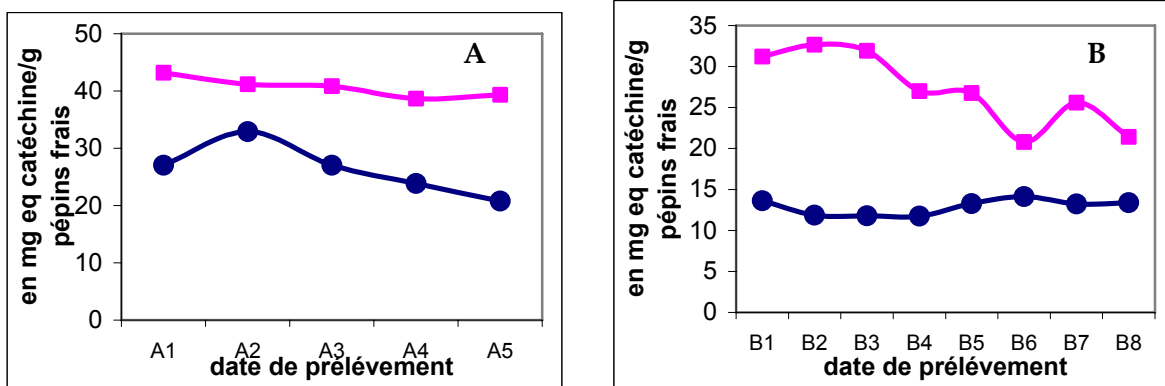 A
en mg eq catéchine/g
pépins frais
50
40
30
20
10
0
A1 A2 A3 A4 A5
date de prélévement
B
en mg eq catéchine/g
pépins frais
35
30
25
20
15
10
5
0
B1 B2 B3 B4 B5 B6 B7 B8
date de prélévement